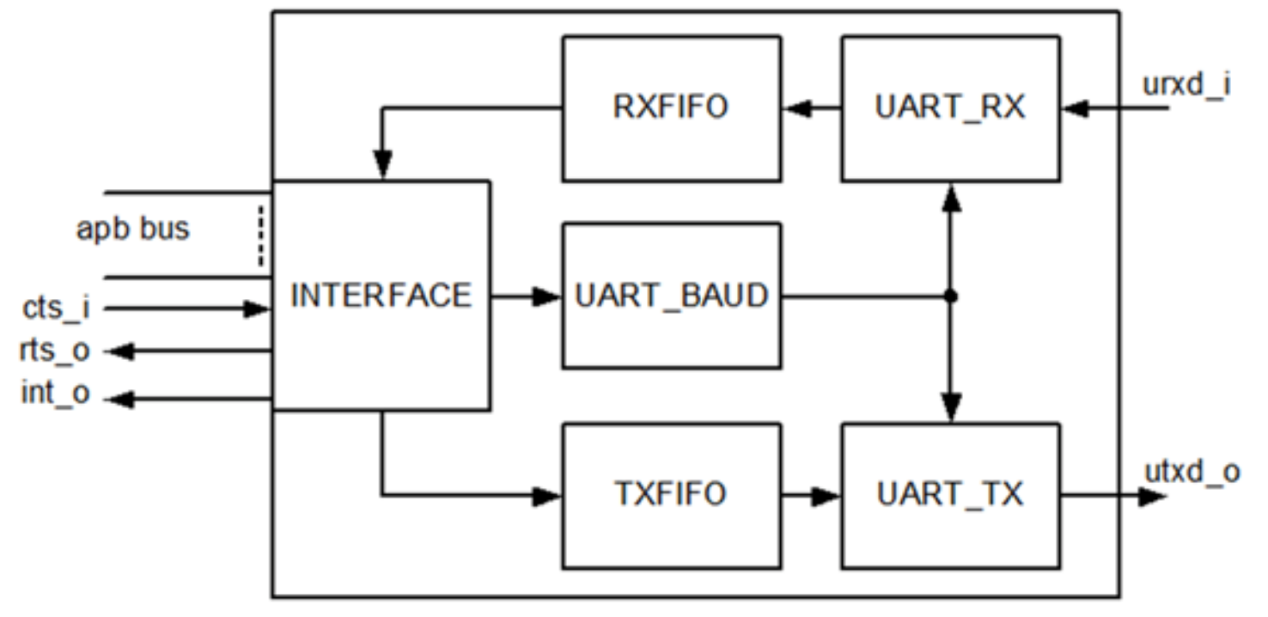 RXFIFO
UART_RX
urxd_i
apb bus
INTERFACE
UART_BAUD
cts_i
rts_o
int_o
TXFIFO
UART_TX
utxd_o